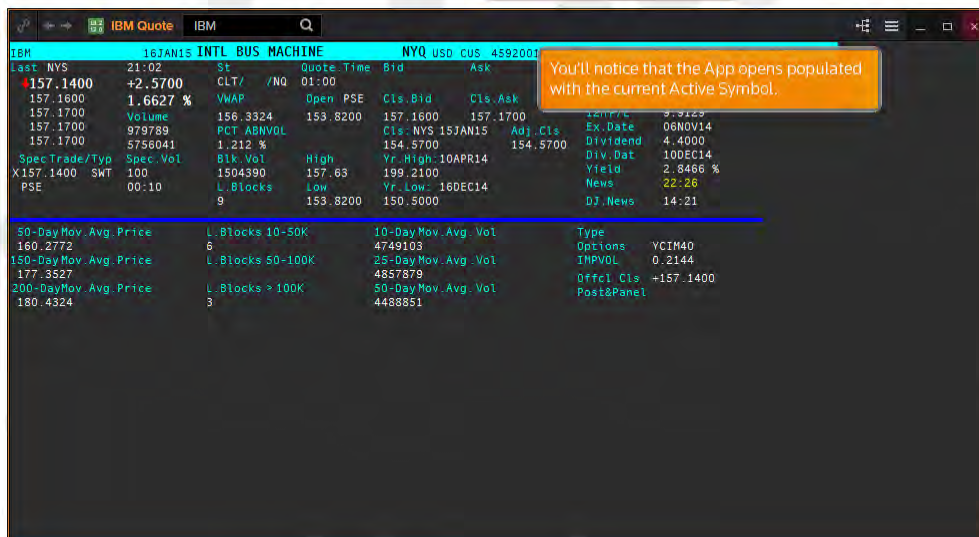 IBM Quote IBM
IBM 16JAN15 INTL BUS MACHINE NYQ USD CUS 4592001
You'll notice that the App opens populated
with the current Active Symbol.
Last NYS 21:02 St Quote Time Bid Ask
157.1400 +2.5700 CLT/ /NQ 01:00
157.1600 1.6627 % VWAP Open PSE Cls.Bid Cls.Ask
157.1700 Volume 156.3324 153.8200 157.1600 157.1700 9.9129
157.1700 979789 PCT ABNVOL Cls: NYS 15JAN15 Adj.Cls Ex.Date 06NOV14
157.1700 5756041 1.212 % 154.5700 154.5700 Dividend 4.4000
Spec Trade/Typ Spec.Vol Blk.Vol High Yr.High: 10APR14 Div.Dat 10DEC14
X157.1400 SWT 100 1504390 157.63 199.2100 Yield 2.8466 %
PSE 00:10 L.Blocks Low Yr.Low: 16DEC14 News 22:26
9 153.8200 150.5000 DJ.News 14:21
50-Day Mov.Avg.Price L.Blocks 10-50K 10-Day Mov.Avg.Vol Type
160.2772 6 4749103 Options YCIM40
150-Day Mov.Avg.Price L.Blocks 50-100K 25-Day Mov.Avg.Vol IMPVOL 0.2144
177.3527 4857879 Offcl Cls +157.1400
200-DayMov.Avg.Price L.Blocks > 100K 50-Day Mov.Avg.Vol Post&Panel
180.4324 3 4488851